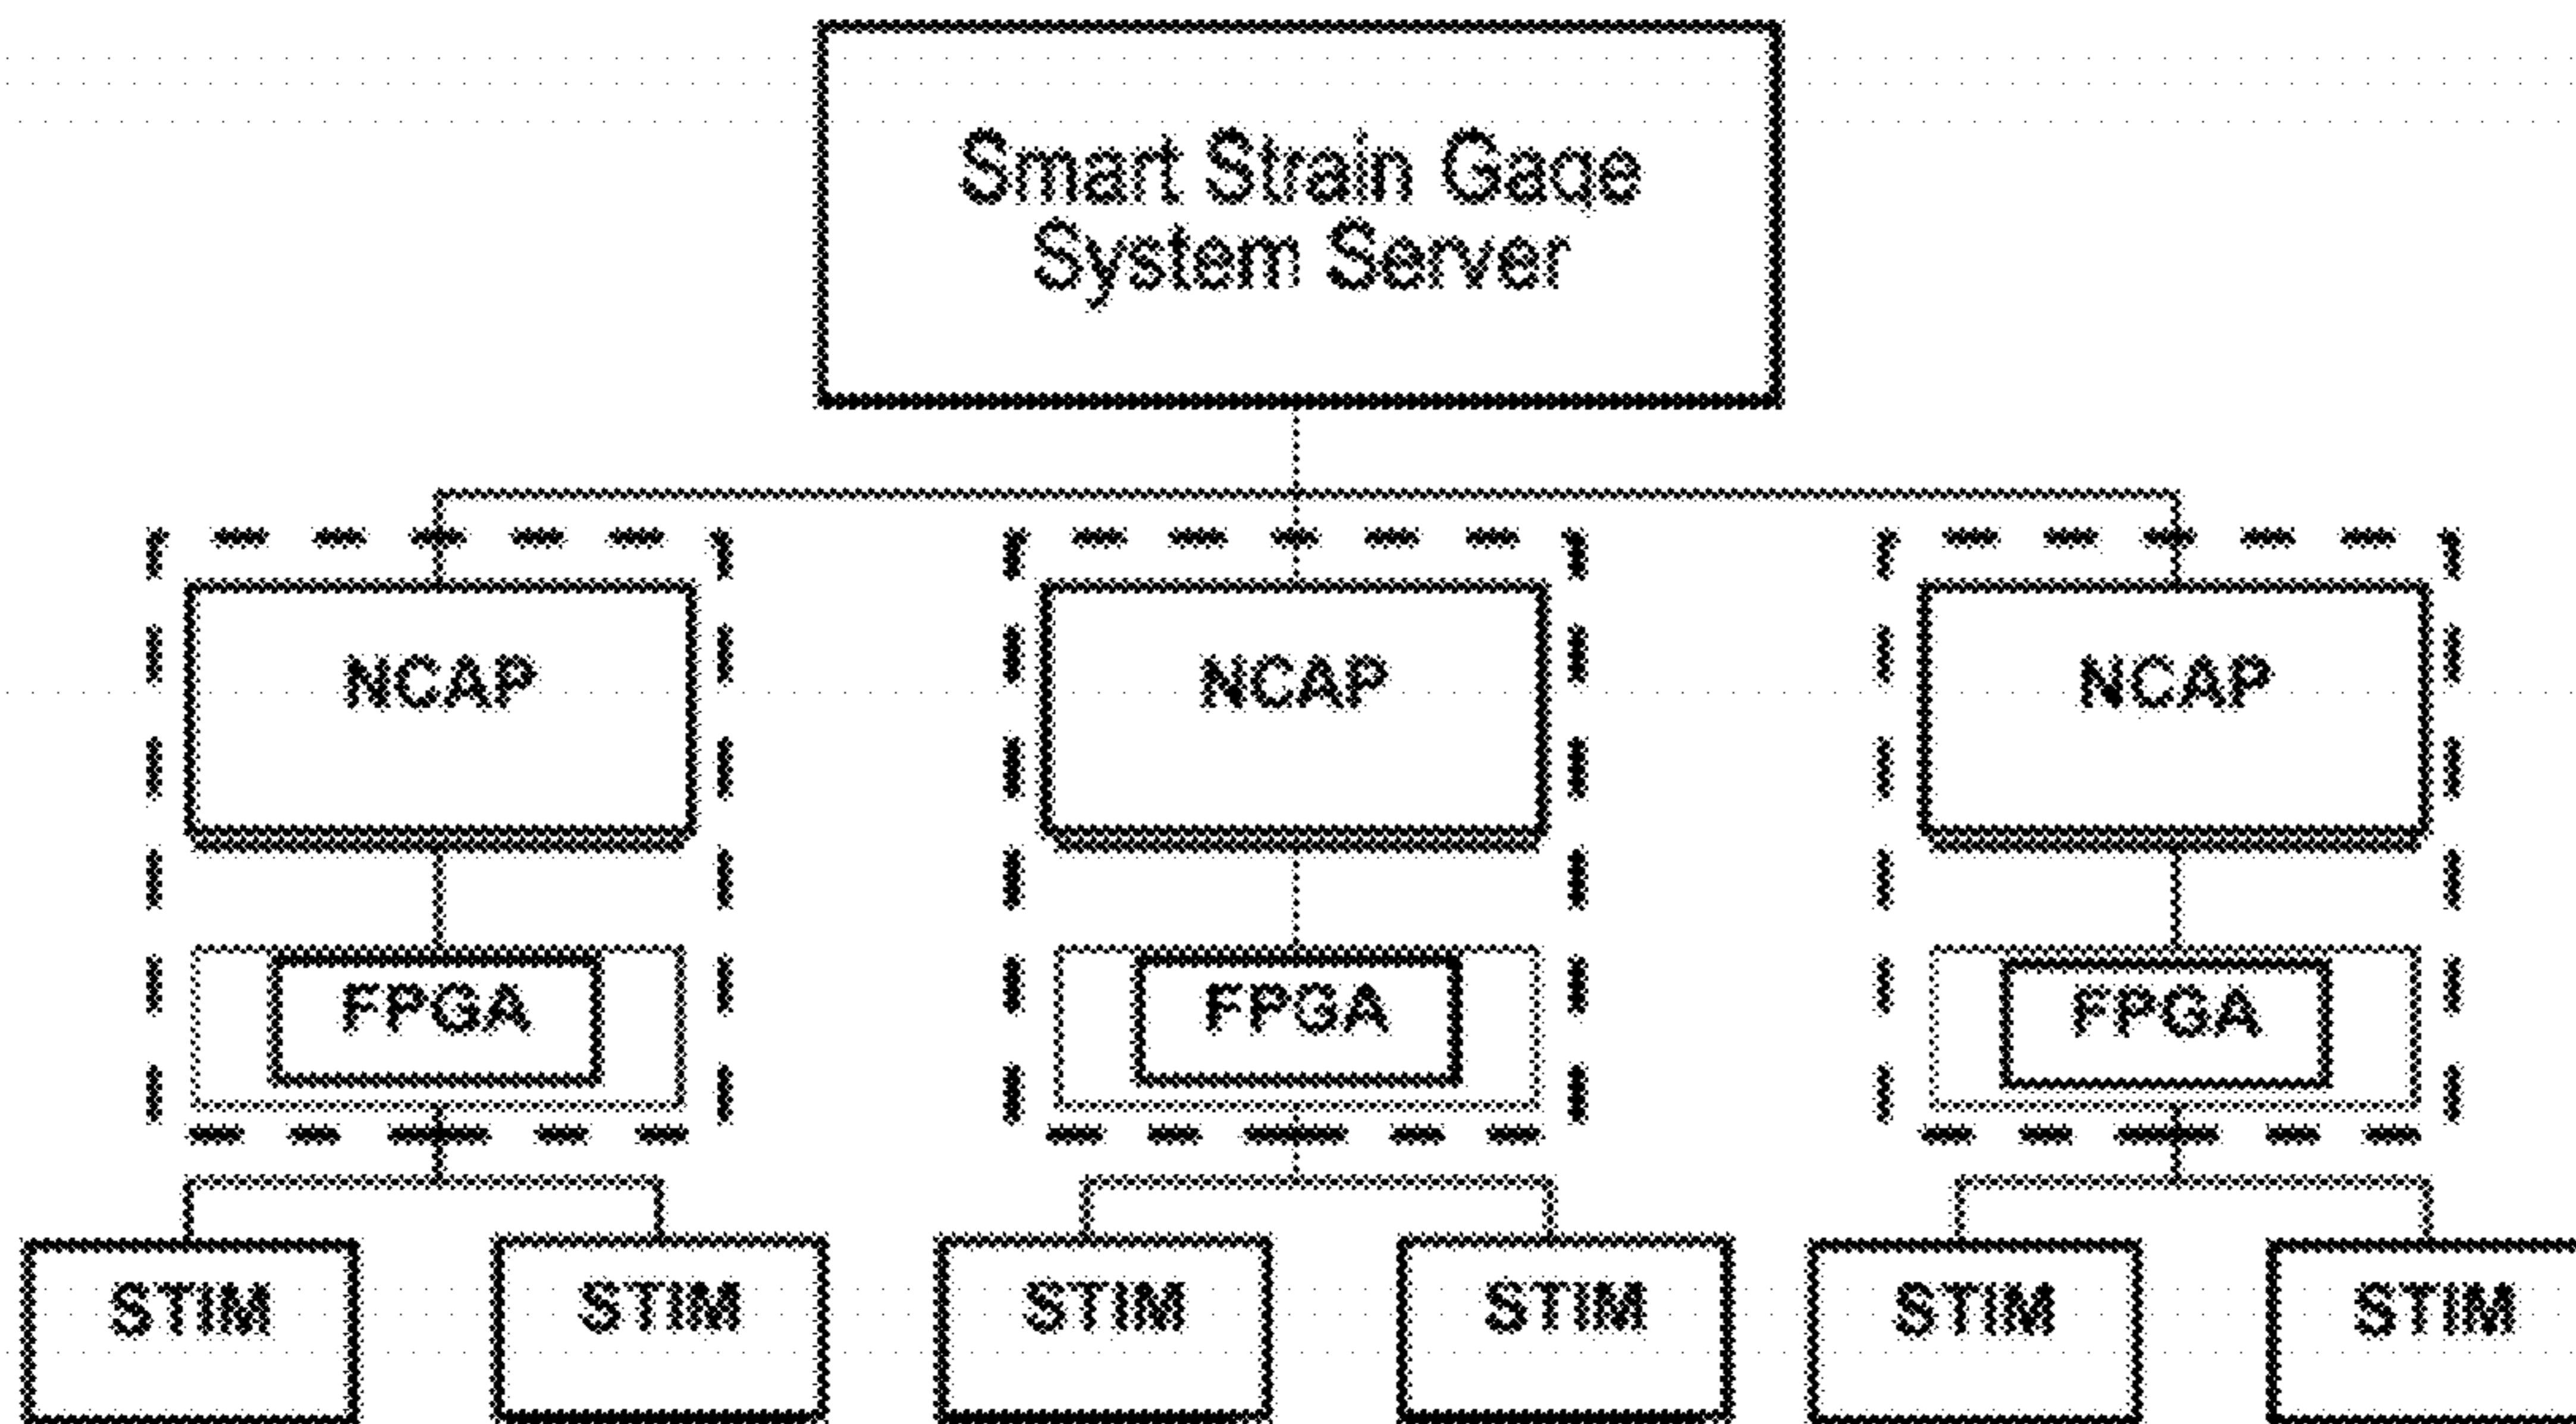 Smart Strain Gage
System Server
NCAP
NCAP
NCAP
FPGA
FPGA
FPGA
STIM
STIM
STIM
STIM
STIM
STIM